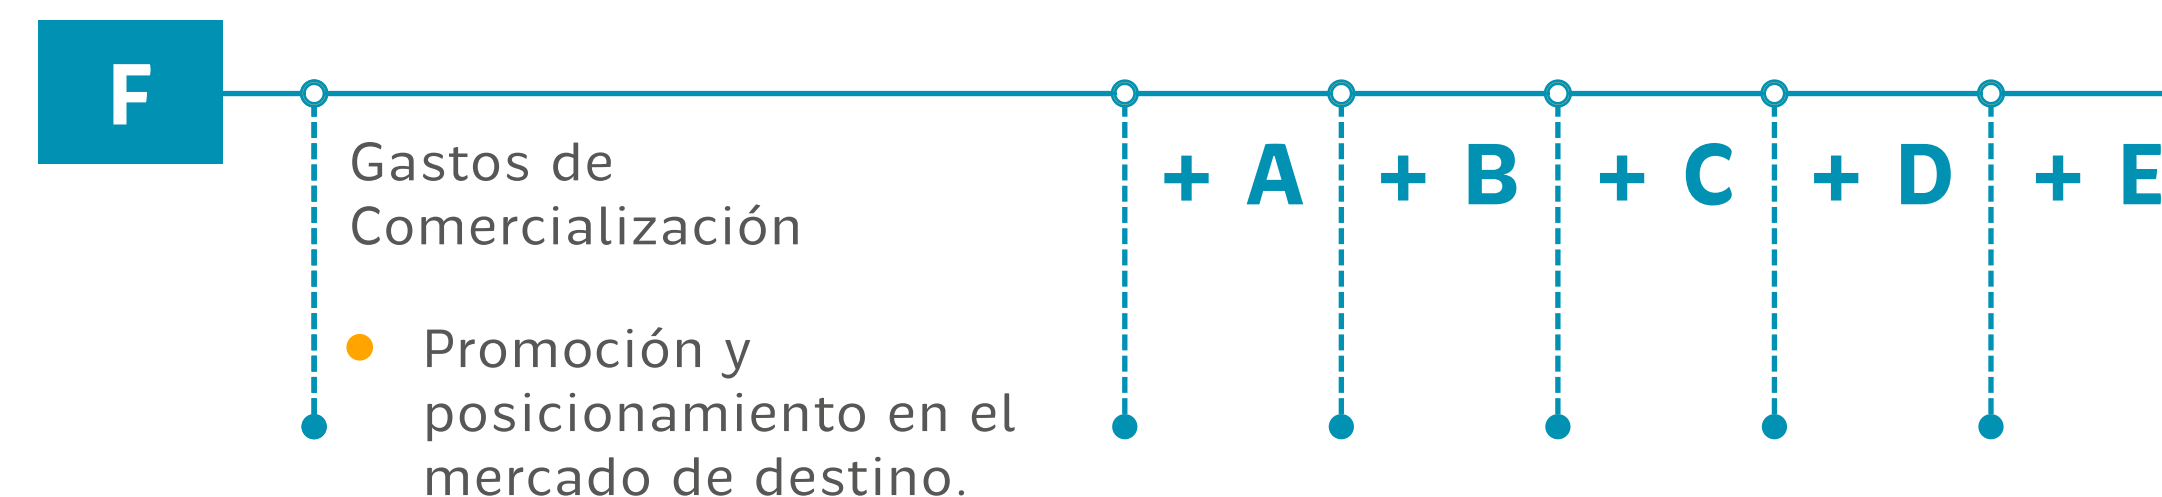 F
+ A + B + C + D + E
Gastos de
Comercialización
Promoción y
posicionamiento en el
mercado de destino.